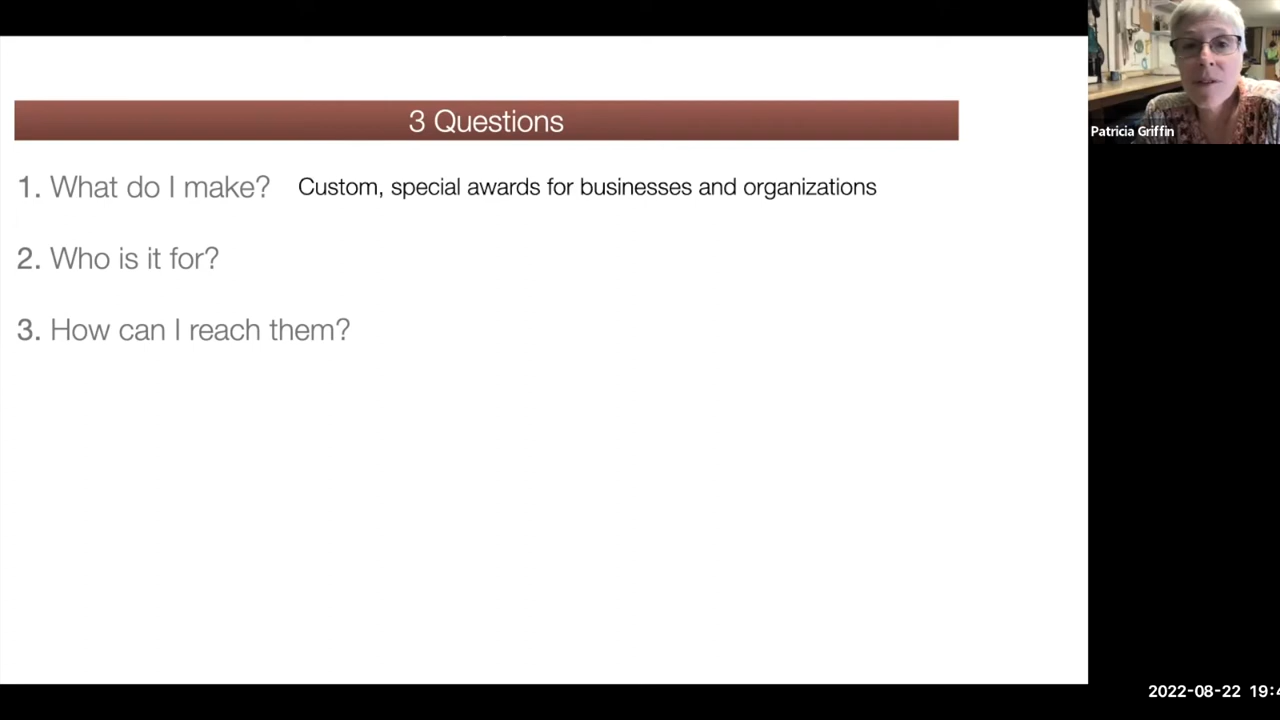 3 Questions
1. What do I make? Custom, special awards for businesses and organizations
2. Who is it for?
3. How can I reach them?
Patricia Griffin
2022-08-22 19:4